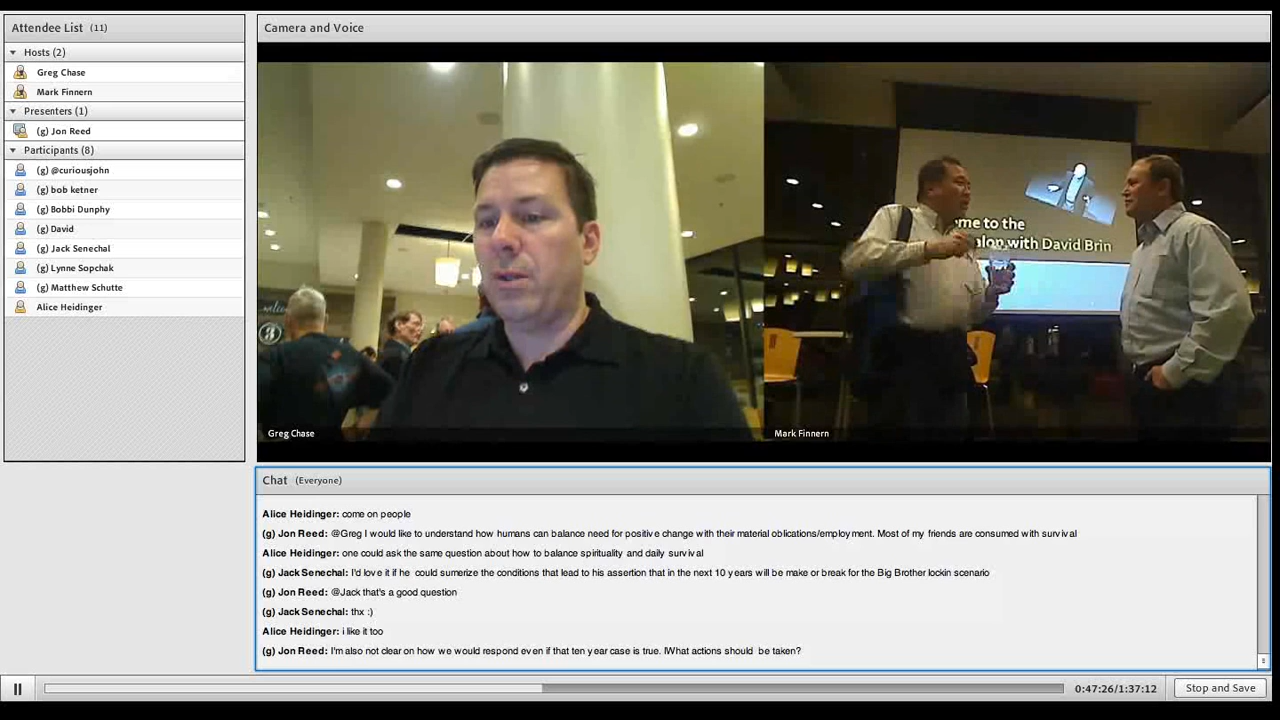 Attendee List (11)
Hosts (2)
Greg Chase
Mark Finnern
Presenters (1)
(g) Jon Reed
Participants (8)
(g) @curiousjohn
(g) bob ketner
(g) Bobbi Dunphy
(g) David
(g) Jack Senechal
(g) Lynne Sopchak
(g) Matthew Schutte
Alice Heidinger
Camera and Voice
3
Greg Chase
me to the
alon with David Brin
Mark Finnern
Chat (Everyone)
Alice Heidinger: come on people
(g) Jon Reed: @Greg I would like to understand how humans can balance need for positive change with their material oblications/employment. Most of my friends are consumed with survival
Alice Heidinger: one could ask the same question about how to balance spirituality and daily survival
(g) Jack Senechal: I'd love it if he could sumerize the conditions that lead to his assertion that in the next 10 years will be make or break for the Big Brother lockin scenario
(g) Jon Reed: @Jack that's a good question
(g) Jack Senechal: thx :)
Alice Heidinger: i like it too
(g) Jon Reed: I'm also not clear on how we would respond even if that ten year case is true. lWhat actions should be taken?
0:47:26/1:37:12
Stop and Save